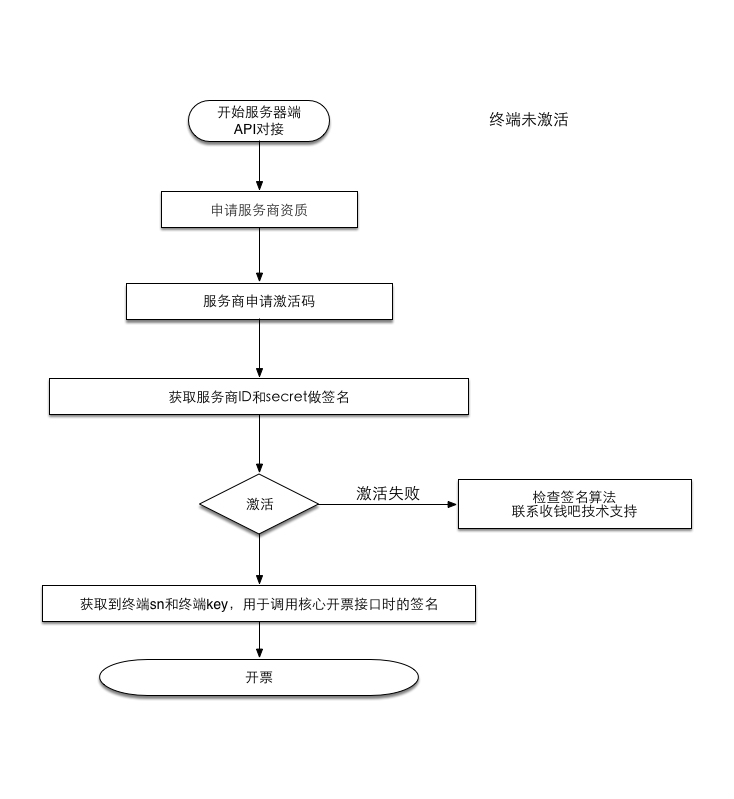 开始服务器端
API对接
终端未激活
申请服务商资质
服务商申请激活码
获取服务商ID和secret做签名
激活
激活失败
检查签名算法
联系收钱吧技术支持
获取到终端sn和终端key，用于调用核心开票接口时的签名
开票